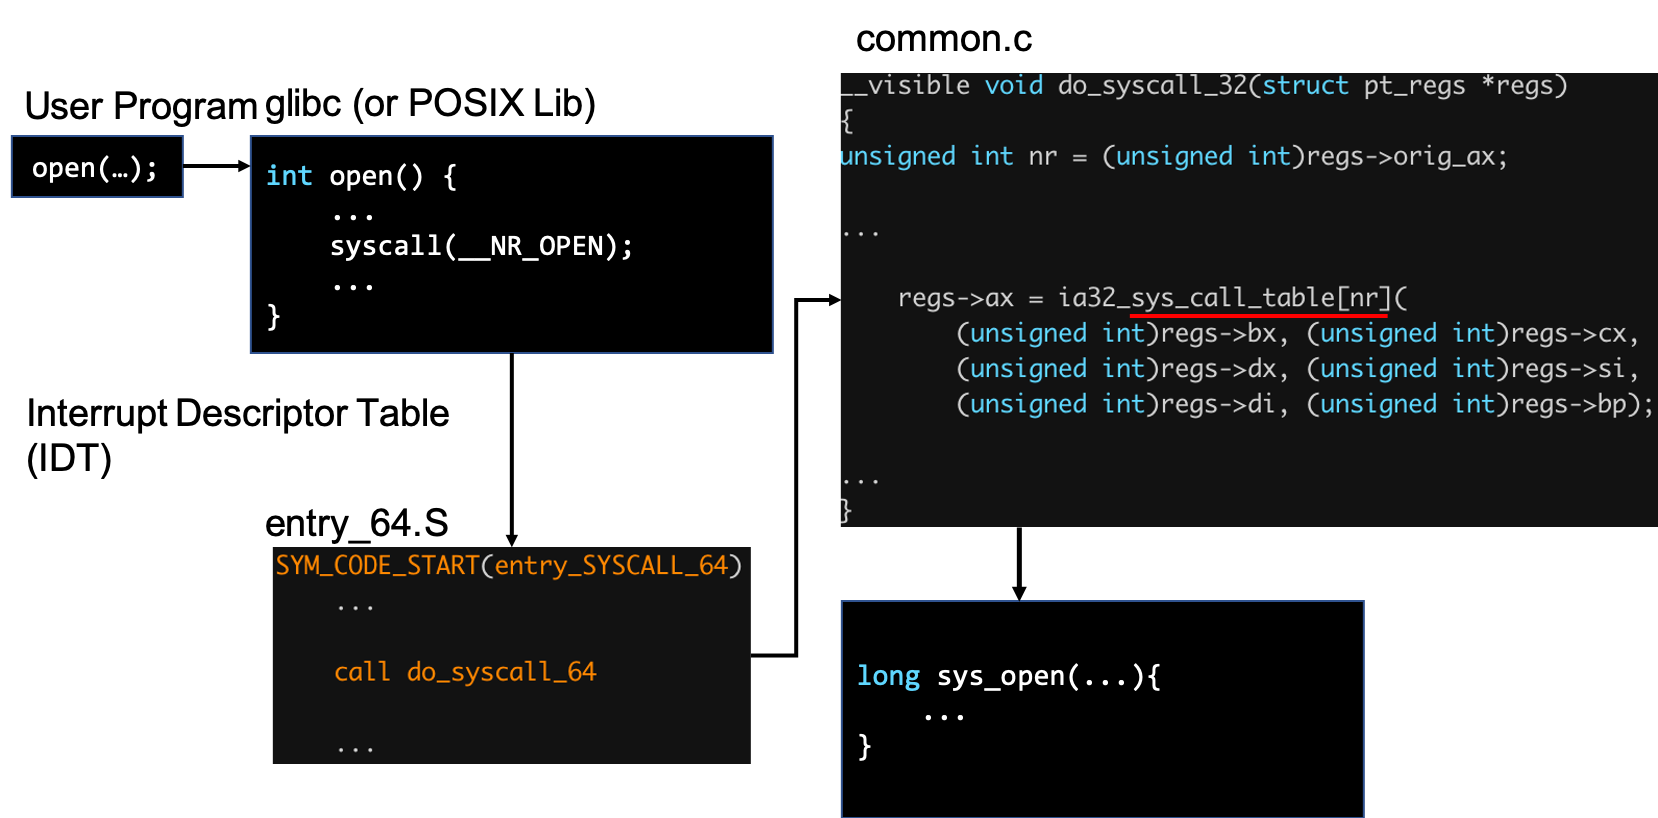 User Program
open(…);
glibc (or POSIX Lib)
int open() {
...
syscall(__NR_OPEN);
...
}
Interrupt Descriptor Table
(IDT)
entry_64.S
SYM_CODE_START(entry_SYSCALL_64)
...
call do_syscall_64
...
common.c
__visible void do_syscall_32(struct pt_regs *regs)
{
unsigned int nr = (unsigned int)regs->orig_ax;
...
regs->ax = ia32_sys_call_table[nr](
(unsigned int)regs->bx, (unsigned int)regs->cx,
(unsigned int)regs->dx, (unsigned int)regs->si,
(unsigned int)regs->di, (unsigned int)regs->bp);
...
}
long sys_open(...){
...
}